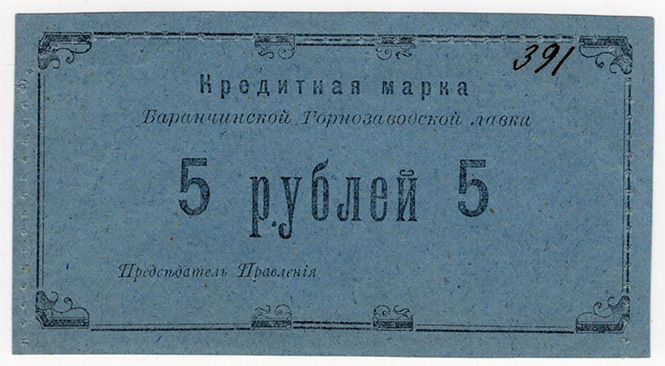 391
Кредитная марка
Баранчинской Горнозаводской лавки
5 рублей 5
Предсѣдатель Правленія